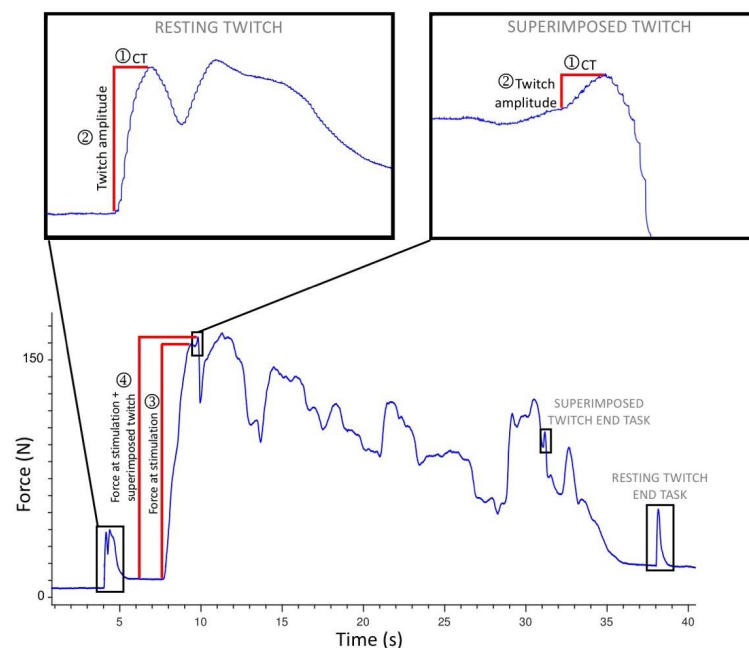 RESTING TWITCH
①CT
② Twitch amplitude
SUPERIMPOSED TWITCH
①CT
②Twitch
amplitude
Force (N)
150
0
④
Force at stimulation +
superimposed twitch
③
Force at stimulation
SUPERIMPOSED
TWITCH END TASK
RESTING TWITCH
END TASK
5
10
15
20
25
30
35
40
Time (s)